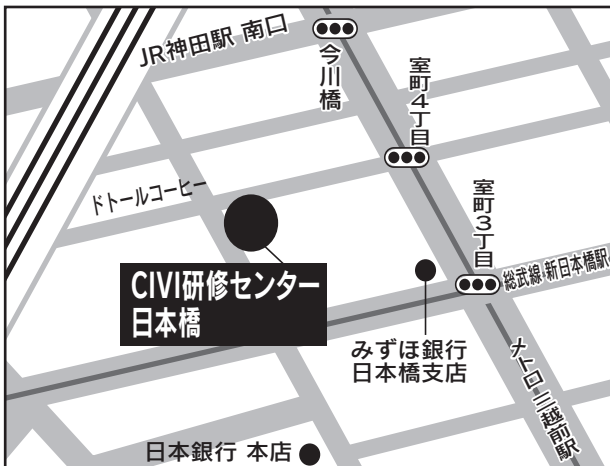 JR神田駅 南口
今川橋
室町4丁目
ドトールコーヒー
室町3丁目
総武線 新日本橋駅
CIVI研修センター
日本橋
みずほ銀行
日本橋支店
メトロ 三越前駅
日本銀行 本店